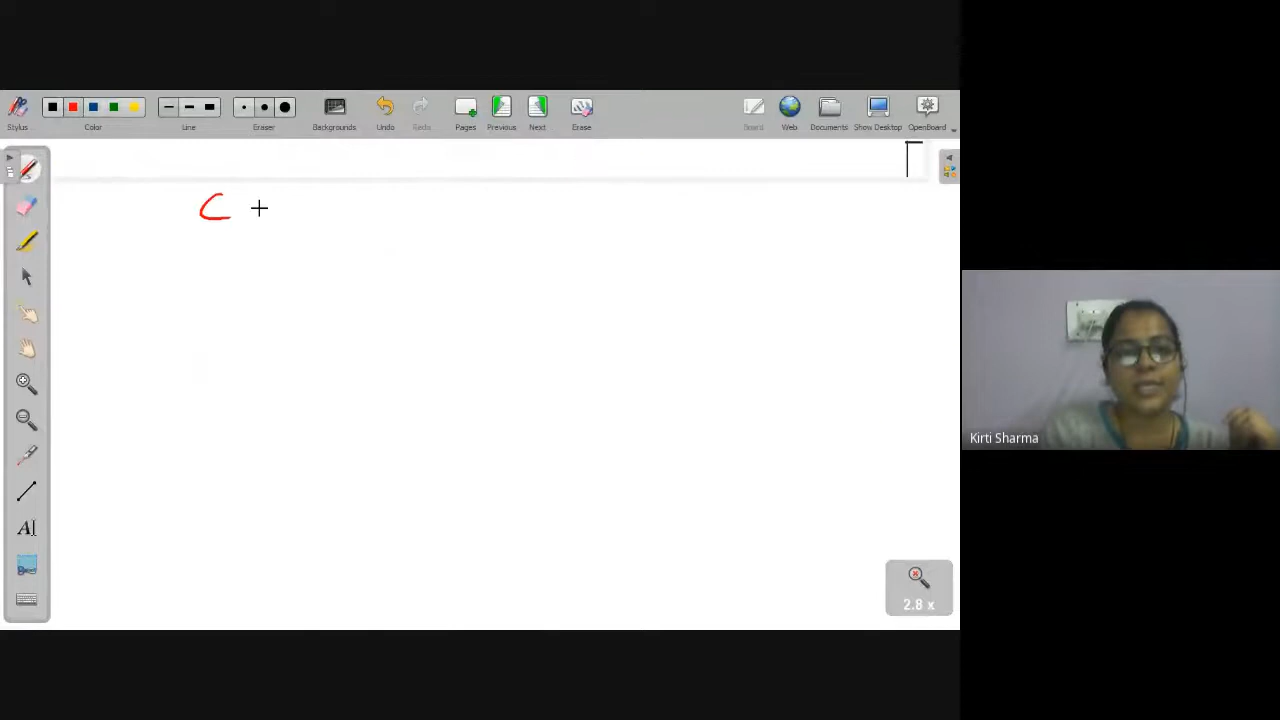 Stylus Color Line Eraser Backgrounds Undo Redo Pages Previous Next Erase Board Web Documents Show Desktop OpenBoard
C
A
Kirti Sharma
2.8 x